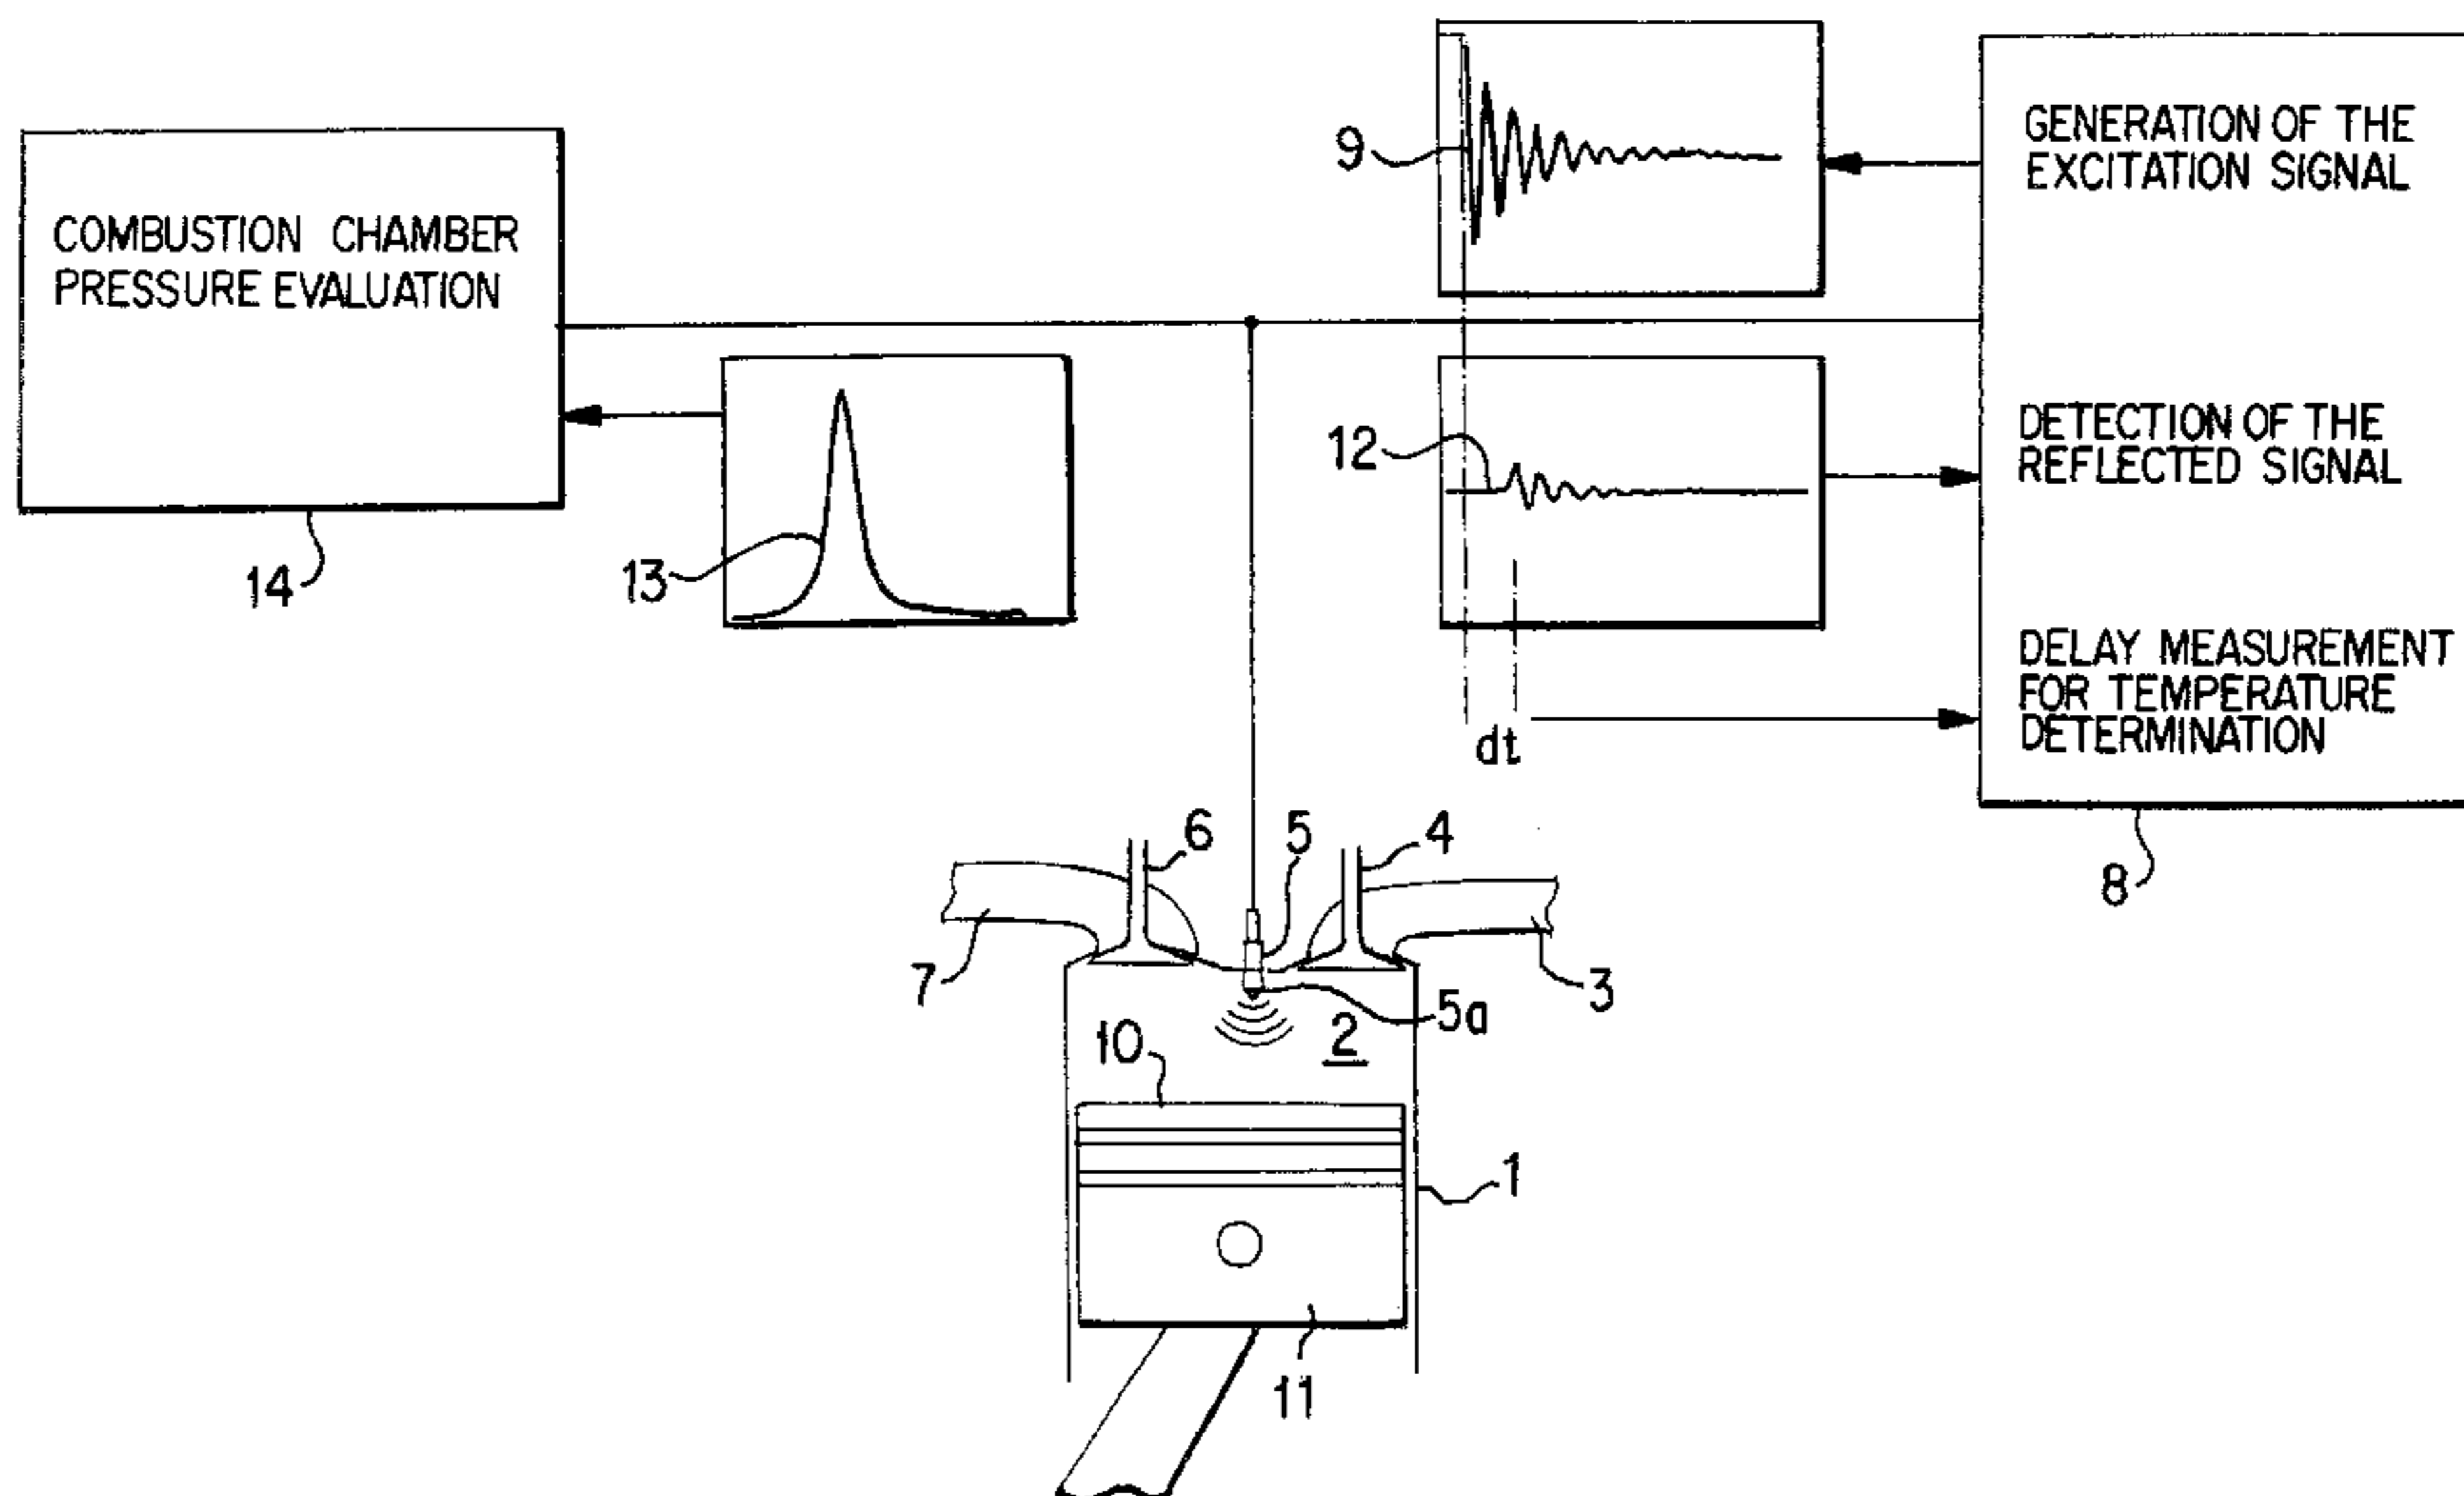 GENERATION OF THE
EXCITATION SIGNAL
9
COMBUSTION CHAMBER
PRESSURE EVALUATION
12
DETECTION OF THE
REFLECTED SIGNAL
14
13
DELAY MEASUREMENT
FOR TEMPERATURE
DETERMINATION
dt
6
5
4
8
7
3
5a
2
10
1
11